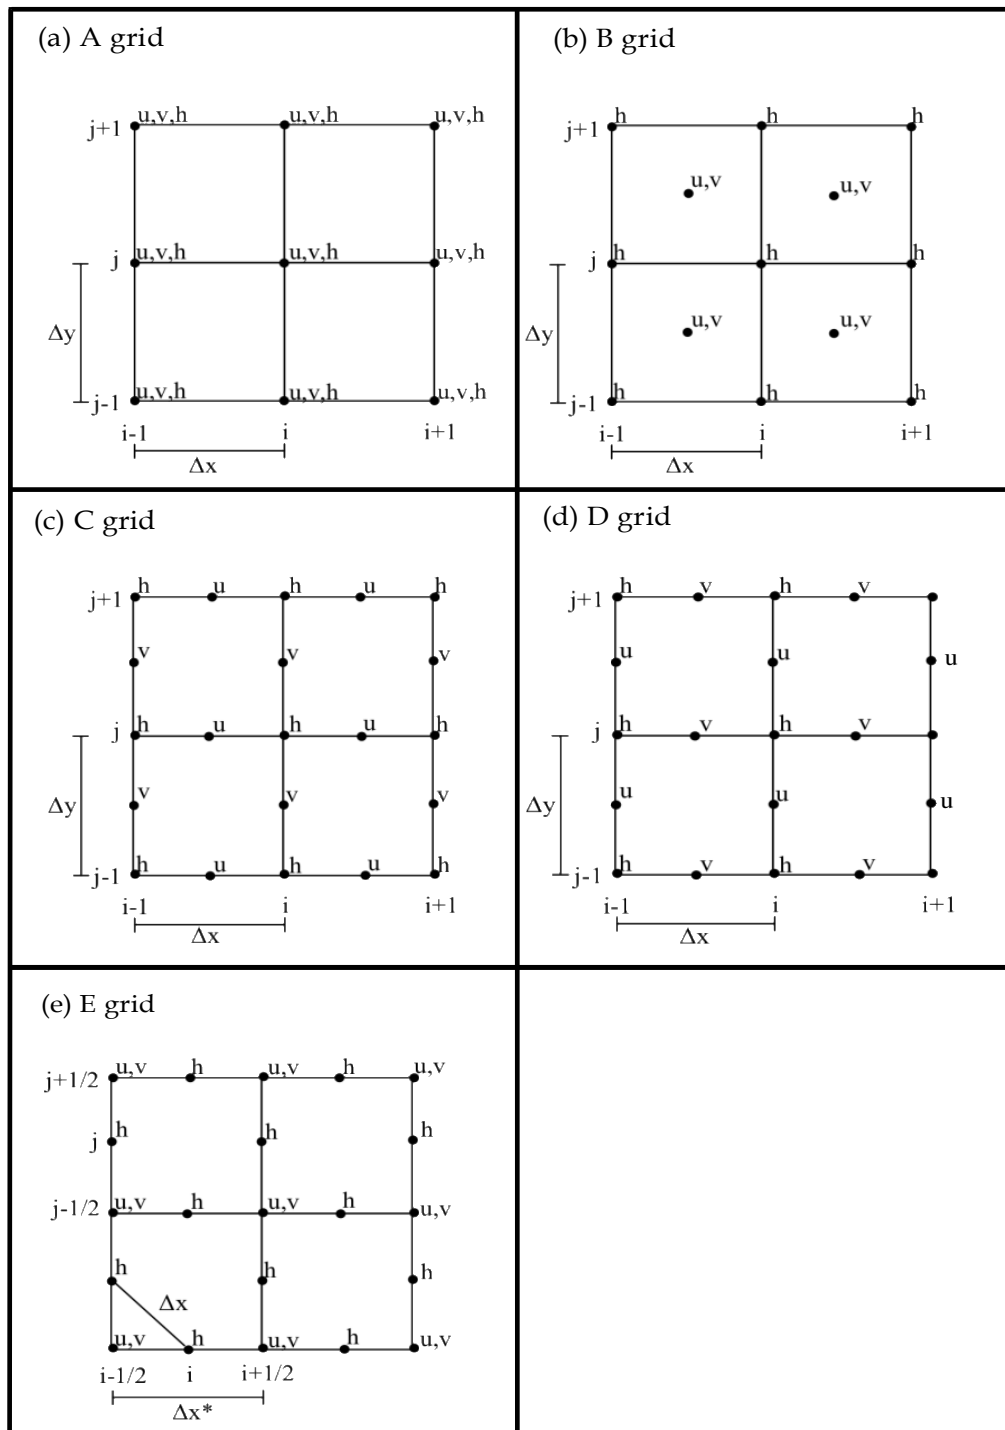 (a) A grid
j+1 u,v,h u,v,h u,v,h
j u,v,h u,v,h u,v,h
Δy
j-1 u,v,h u,v,h u,v,h
i-1 i i+1
Δx
(b) B grid
j+1 h h h
u,v u,v
j h h h
Δy u,v u,v
j-1 h h h
i-1 i i+1
Δx
(c) C grid
j+1 h u h u h
v v v
j h u h u h
Δy v v v
j-1 h u h u h
i-1 i i+1
Δx
(d) D grid
j+1 h v h v
u u u
j h v h v
Δy u u u
j-1 h v h v
i-1 i i+1
Δx
(e) E grid
j+1/2 u,v h u,v h u,v
j h h h
j-1/2 u,v h u,v h u,v
h h h
Δx
u,v h u,v h u,v
i-1/2 i i+1/2
Δx*